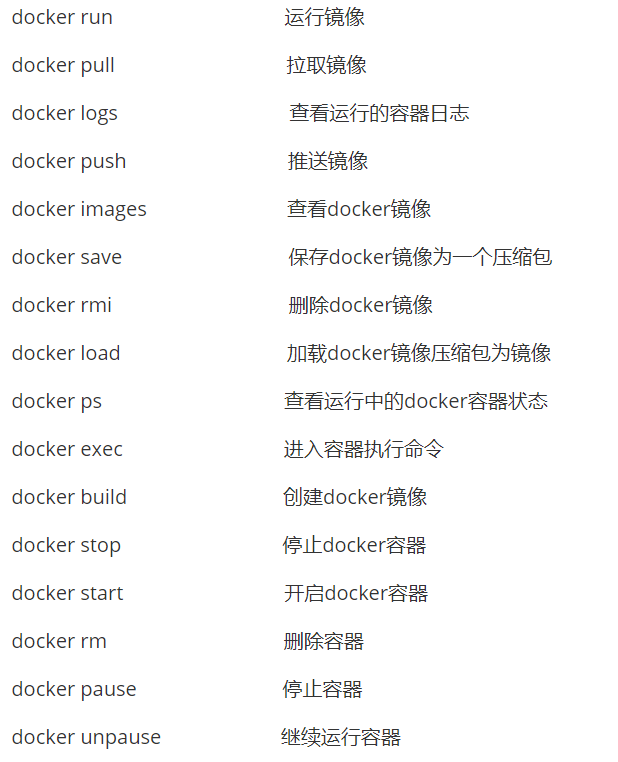 docker run 运行镜像
docker pull 拉取镜像
docker logs 查看运行的容器日志
docker push 推送镜像
docker images 查看docker镜像
docker save 保存docker镜像为一个压缩包
docker rmi 删除docker镜像
docker load 加载docker镜像压缩包为镜像
docker ps 查看运行中的docker容器状态
docker exec 进入容器执行命令
docker build 创建docker镜像
docker stop 停止docker容器
docker start 开启docker容器
docker rm 删除容器
docker pause 停止容器
docker unpause 继续运行容器